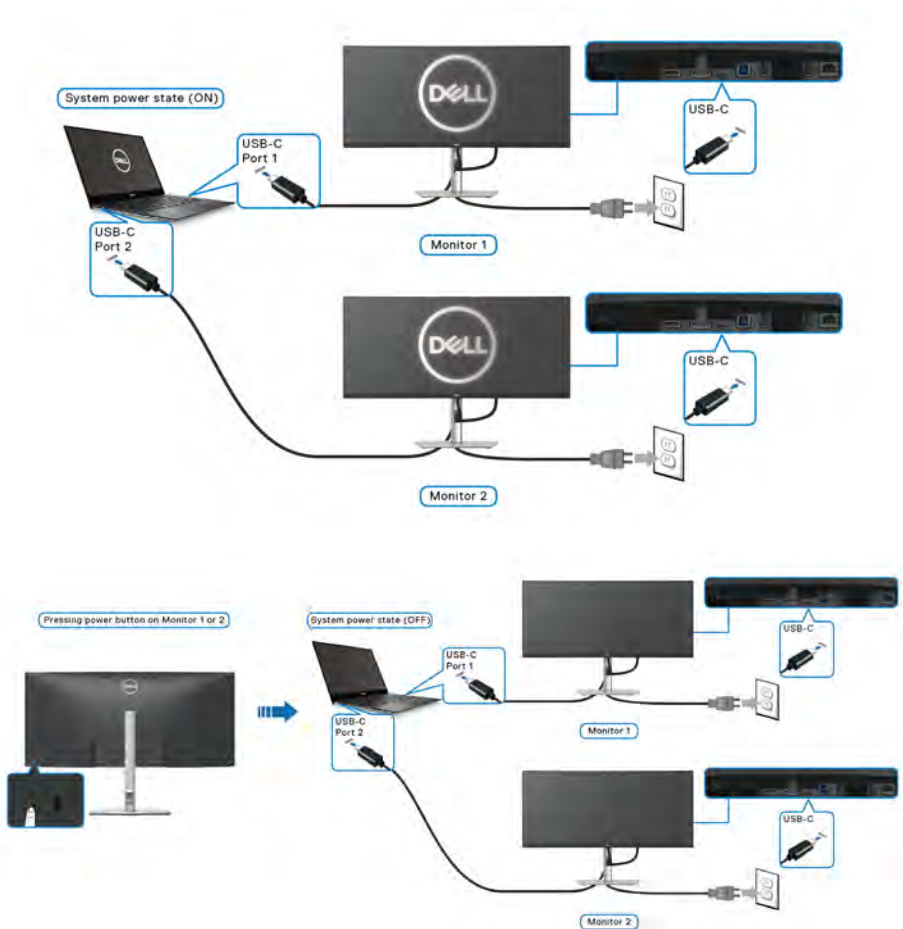 System power state (ON)
DELL
USB-C
Port 1
DELL
USB-C
USB-C
Port 2
Monitor 1
DELL
USB-C
Monitor 2
Pressing power button on Monitor 1 or 2
DELL
System power state (OFF)
USB-C
Port 1
USB-C
Port 2
USB-C
Monitor 1
USB-C
Monitor 2